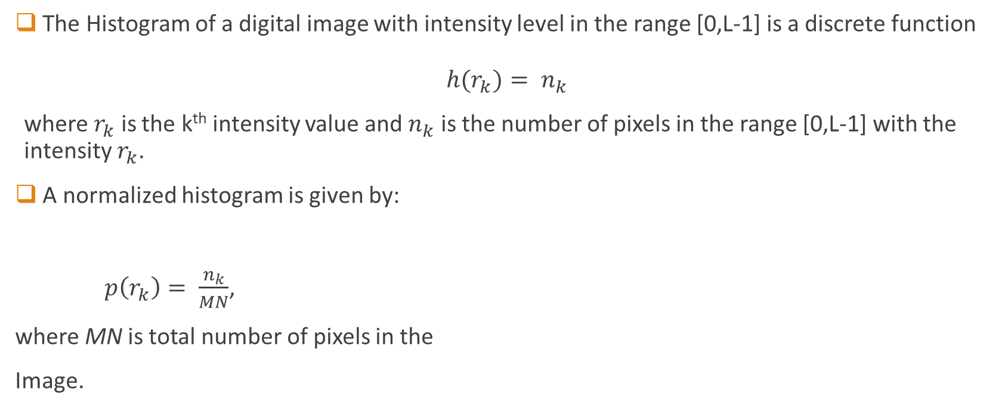 ❑ The Histogram of a digital image with intensity level in the range [0,L-1] is a discrete function
h(r_k) = n_k
where r_k is the k^th intensity value and n_k is the number of pixels in the range [0,L-1] with the
intensity r_k.
❑ A normalized histogram is given by:
p(r_k) = n_k/MN,
where MN is total number of pixels in the
Image.